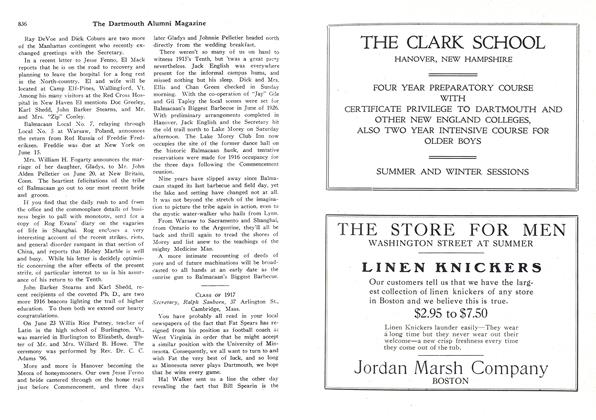 836
The Dartmouth Alumni Magazine
Ray DeVoe and Dick Coburn are two more
of the Manhattan contingent who recently ex-
changed greetings with the Secretary.
In a recent letter to Jesse Fenno, El Mack
reports that he is on the road to recovery and
planning to leave the hospital for a long rest
in the North-country. El and wife will be
located at Camp Elf-Pines, Wallingford, Vt.
Among his many visitors at the Red Cross Hos-
pital in New Haven El mentions Doc Greeley,
Karl Shedd, John Barker Stearns, and Mr.
and Mrs. "Zip" Conley.
Balmacaan Local No. 7, relaying through
Local No. 5 at Warsaw, Poland, announces
the return from Red Russia of Freddie Fred-
eriksen. Freddie was due at New York on
June 15.
Mrs. William H. Fogarty announces the mar-
riage of her daughter, Gladys, to Mr. John
Alden Pelletier on June 20, at New Britain,
Conn. The heartiest felicitations of the tribe
of Balmacaan go out to our most recent bride
and groom.
If you find that the daily rush to and from
the office and the commonplace details of busi-
ness begin to pall with monotony, send for a
copy of Rog Evans' diary on the vagaries
of life in Shanghai. Rog encloses a very
interesting account of the recent strikes, riots,
and general disorder rampant in that section of
China, and reports that Hobey Marble is well
and busy. While his letter is decidedly optimis-
tic concerning the after effects of the present
strife, of particular interest to us is his assur-
ance of his return to the Tenth.
John Barker Stearns and Karl Shedd, re-
cent recipients of the coveted Ph. D., are two
more 1916 beacons lighting the trail of higher
education. To them both we extend our hearty
congratulations.
On June 23 Willis Rice Putney, teacher of
Latin in the high school of Burlington, Vt.,
was married in Burlington to Elizabeth, daugh-
ter of Mr. and Mrs. Willard B. Howe. The
ceremony was performed by Rev. Dr. C. C.
Adams '96.
More and more is Hanover becoming the
Mecca of honeymooners. Our own Jesse Fenno
and bride cantered through on the home trail
just before Commencement, and three days
later Gladys and Johnnie Pelletier headed north
directly from the wedding breakfast.
There weren't so many of us on hand to
witness 1913's Tenth, but 'twas a great party
nevertheless. Jack English was everywhere
present for the informal campus hums, and
missed nothing but his sleep. Dick and Mrs.
Ellis and Chan Green checked in Sunday
morning. With the co-operation of "Jay" Gile
and Gil Tapley the local scenes were set for
Balmacaan's Biggest Barbecue in June of 1926.
With preliminary arrangements completed in
Hanover, Jack English and the Secretary hit
the old trail north to Lake Morey on Saturday
afternoon. The Lake Morey Club Inn now
occupies the site of the former dance hall on
the historic Balmacaan bank, and tentative
reservations were made for 1916 occupancy for
the three days following the Commencement
reunion.
Nine years have slipped away since Balma-
caan staged its last barbecue and field day, yet
the lake and setting have changed not at all.
It was not beyond the stretch of the imagina-
tion to picture the tribe again in action, even to
the mystic water-walker who hails from Lynn.
From Warsaw to Sacramento and Shanghai,
from Ontario to the Argentine, they'll all be
back and thrill again to tread the shores of
Morey and list anew to the teachings of the
mighty Medicine Man.
A more intimate recounting of deeds of
yore and of future machinations will be broad-
casted to all hands at an early date as the
sunrise gun to Balmacaan's Biggest Barbecue.
Class of 1917
Secretary, Ralph Sanborn, 37 Arlington St.,
Cambridge, Mass.
You have probably all read in your local
newspapers of the fact that Fat Spears has re-
signed from his position as football coach at
West Virginia in order that he might accept
a similar position with the University of Min-
nesota. Consequently, we all want to turn to and
wish Fat the very best of luck, and so long
as Minnesota never plays Dartmouth, we hope
that he wins every game.
Hal Walker sent us a line the other day
revealing the fact that Bill Spearin is the
THE CLARK SCHOOL
HANOVER, NEW HAMPSHIRE
FOUR YEAR PREPARATORY COURSE
WITH
CERTIFICATE PRIVILEGE TO DARTMOUTH AND
OTHER NEW ENGLAND COLLEGES,
ALSO TWO YEAR INTENSIVE COURSE FOR
OLDER BOYS
SUMMER AND WINTER SESSIONS
THE STORE FOR MEN
WASHINGTON STREET AT SUMMER
LINEN KNICKERS
Our customers tell us that we have the larg-
est collection of linen knickers of any store
in Boston and we believe this is true.
$2.95 to $7.50
Linen Knickers launder easily—They wear
a long time but they never wear out their
welcome—a new crisp freshness every time
they come out of the tub.
Jordan Marsh Company
BOSTON